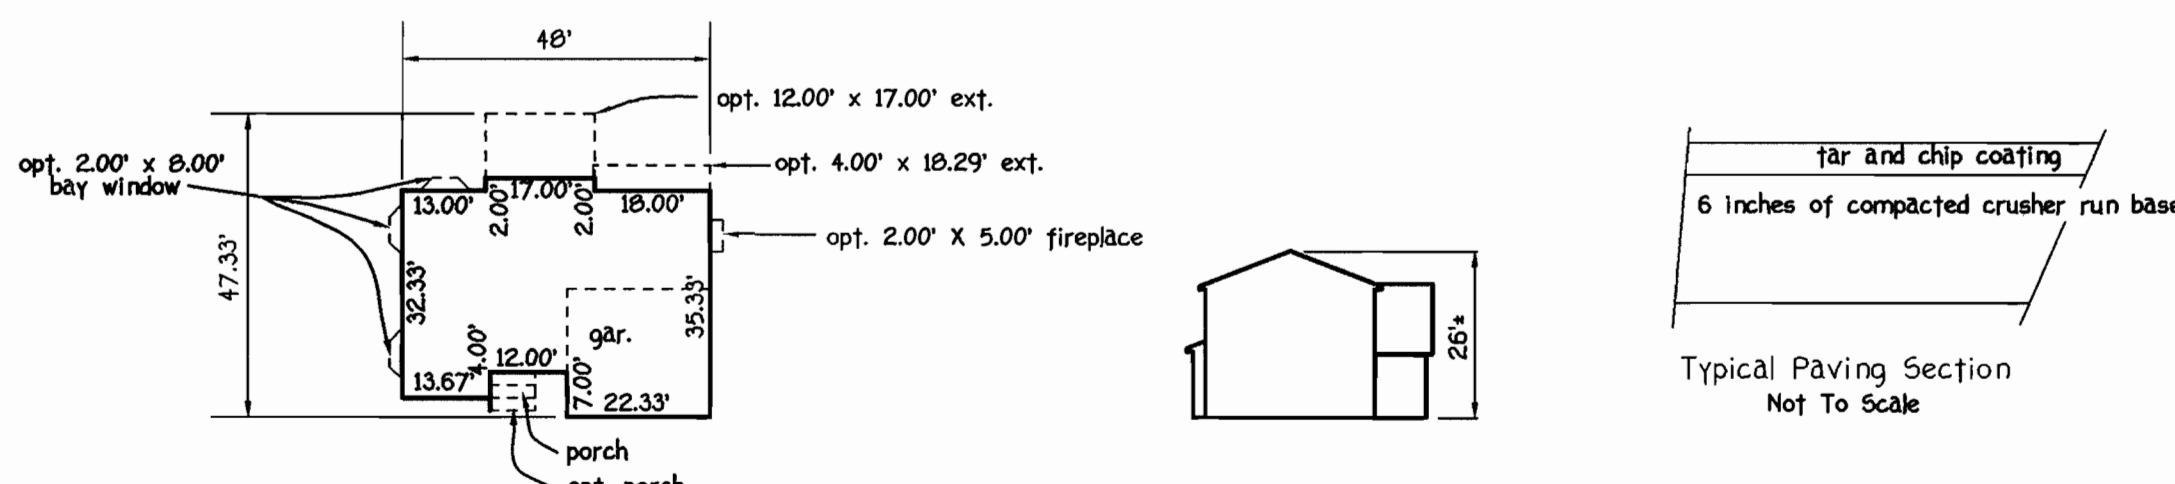 48'
opt. 12.00' x 17.00' ext.
opt. 2.00' x 8.00'
bay window
opt. 4.00' x 18.29' ext.
13.00'
2.00'
17.00'
2.00'
18.00'
opt. 2.00' X 5.00' fireplace
47.33'
32.33'
35.33'
gar.
4.00'
12.00'
13.67'
7.00'
22.33'
porch
opt. porch
26'±
tar and chip coating
6 inches of compacted crusher run base
Typical Paving Section
Not To Scale